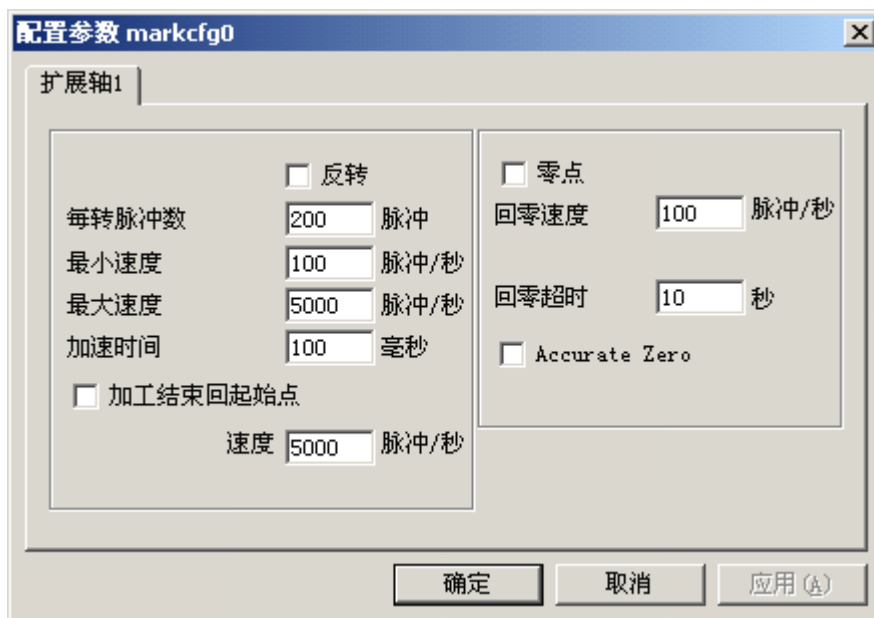 配置参数 markcfg0
扩展轴1
反转
每转脉冲数 200 脉冲
最小速度 100 脉冲/秒
最大速度 5000 脉冲/秒
加速时间 100 毫秒
加工结束回起始点
速度 5000 脉冲/秒
零点
回零速度 100 脉冲/秒
回零超时 10 秒
Accurate Zero
确定 取消 应用(A)